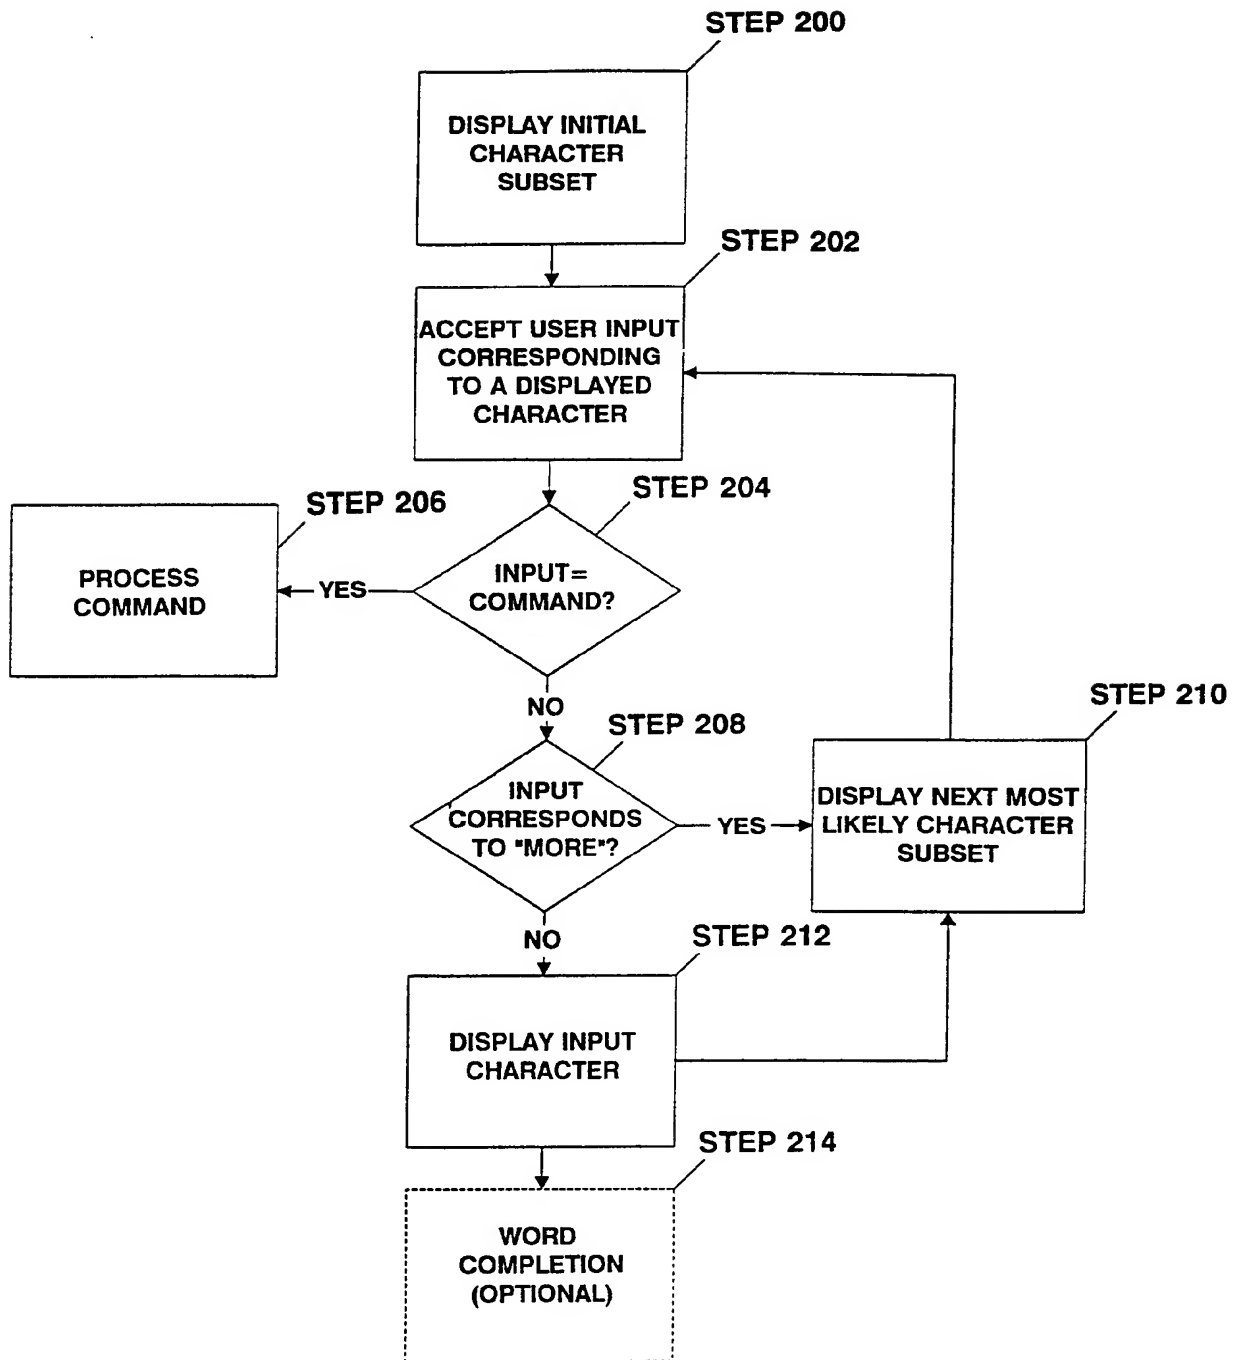 STEP 200
DISPLAY INITIAL
CHARACTER
SUBSET
STEP 202
ACCEPT USER INPUT
CORRESPONDING
TO A DISPLAYED
CHARACTER
STEP 204
STEP 206
INPUT=
COMMAND?
YES
PROCESS
COMMAND
NO
STEP 208
STEP 210
INPUT
CORRESPONDS
TO "MORE"?
YES
DISPLAY NEXT MOST
LIKELY CHARACTER
SUBSET
NO
STEP 212
DISPLAY INPUT
CHARACTER
STEP 214
WORD
COMPLETION
(OPTIONAL)